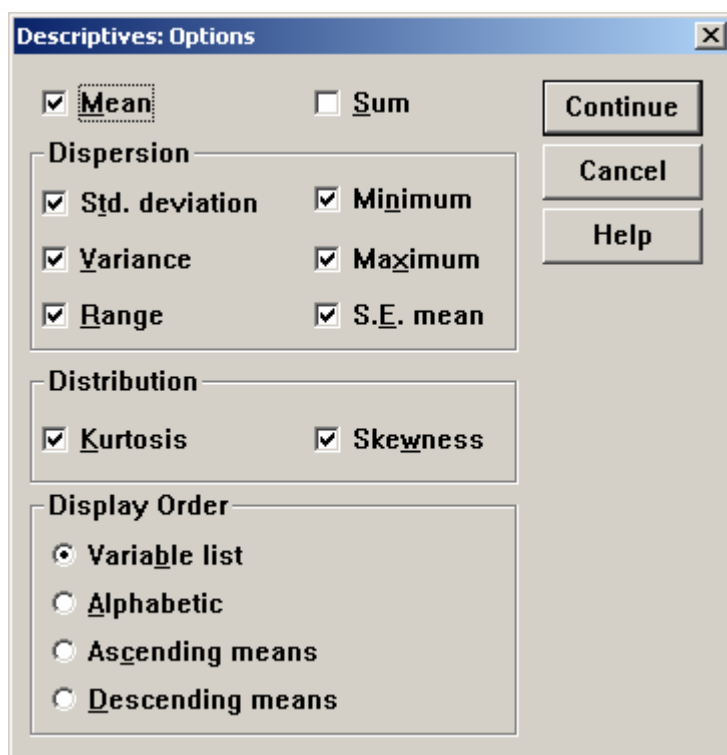 Descriptives: Options
Mean Sum
Continue
Dispersion
Cancel
Std. deviation Minimum
Help
Variance Maximum
Range S.E. mean
Distribution
Kurtosis Skewness
Display Order
Variable list
Alphabetic
Ascending means
Descending means